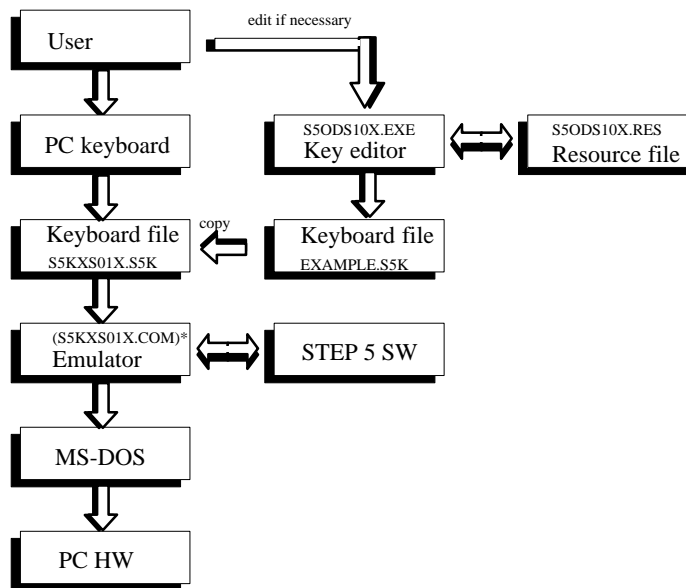 edit if necessary
User
PC keyboard
S5ODS10X.EXE
Key editor
S5ODS10X.RES
Resource file
Keyboard file
S5KXS01X.S5K
copy
Keyboard file
EXAMPLE.S5K
(S5KXS01X.COM)*
Emulator
STEP 5 SW
MS-DOS
PC HW